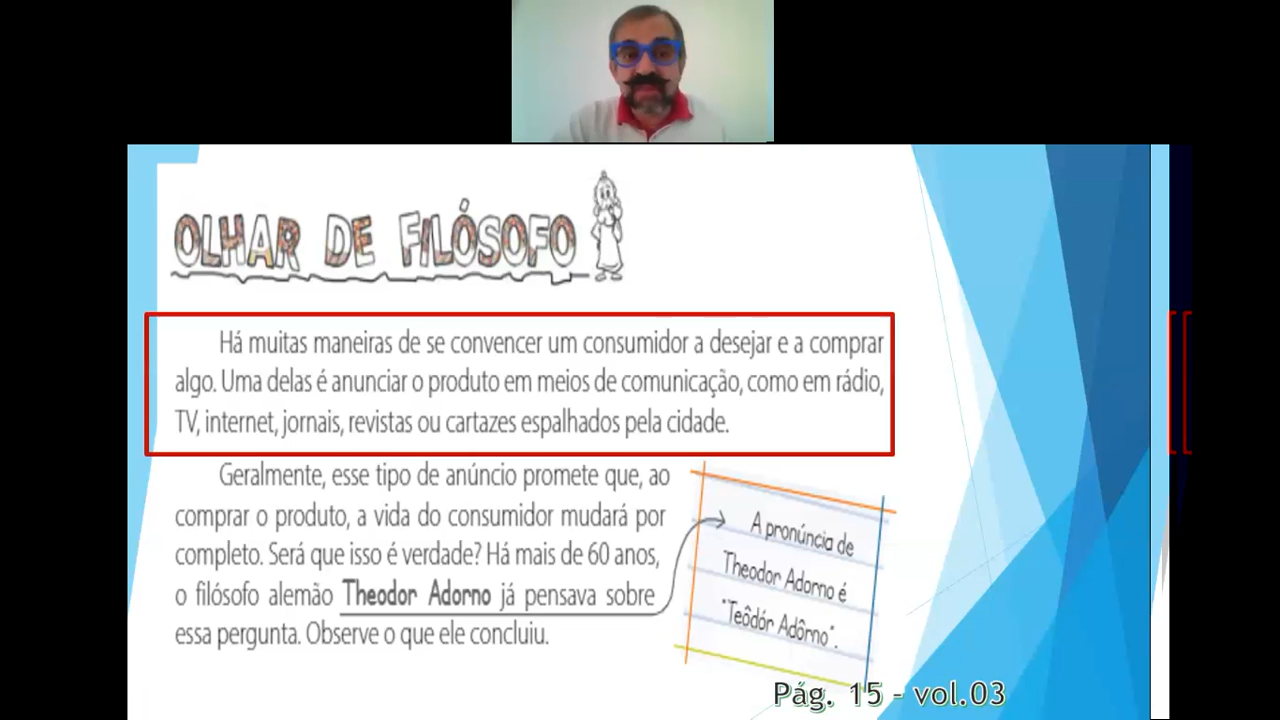 OLHAR DE FILÓSOFO
Há muitas maneiras de se convencer um consumidor a desejar e a comprar
algo. Uma delas é anunciar o produto em meios de comunicação, como em rádio,
TV, internet, jornais, revistas ou cartazes espalhados pela cidade.
Geralmente, esse tipo de anúncio promete que, ao
comprar o produto, a vida do consumidor mudará por
completo. Será que isso é verdade? Há mais de 60 anos,
o filósofo alemão Theodor Adorno já pensava sobre
essa pergunta. Observe o que ele concluiu.
A pronúncia de
Theodor Adorno é
"Teôdór Adôrno".
Pág. 15 - vol.03